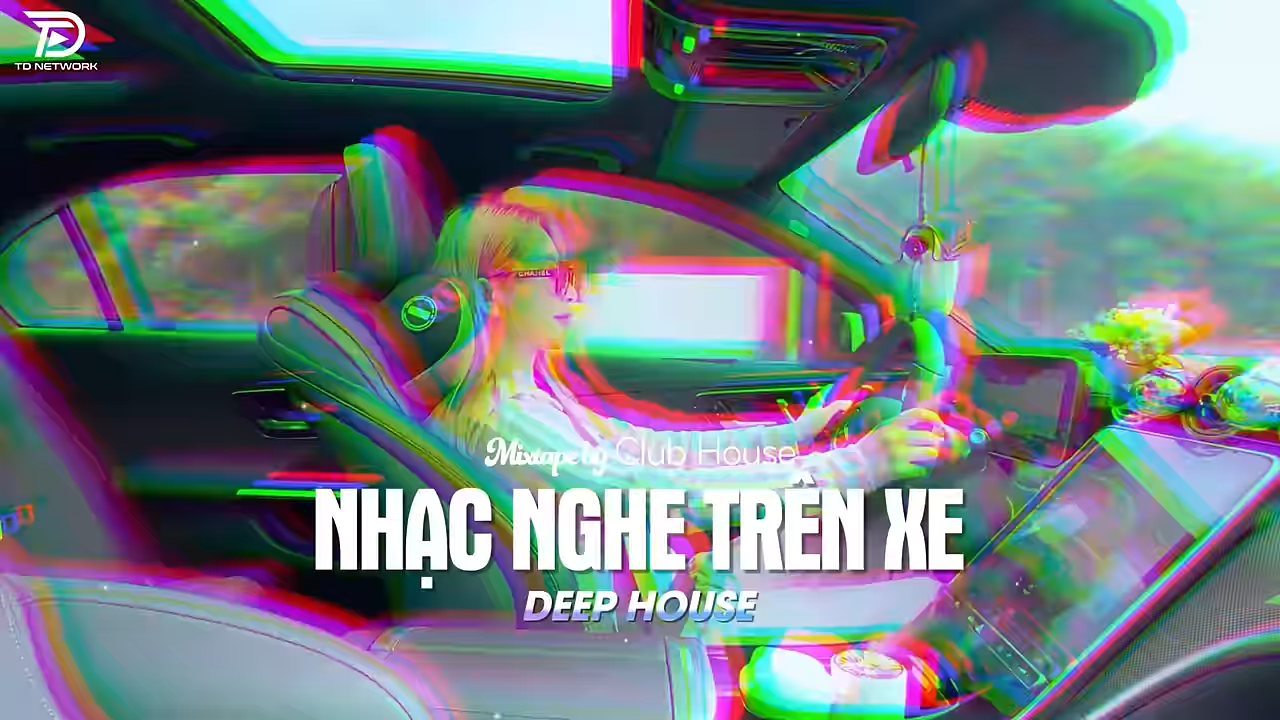 TD NETWORK
CHANEL
Mixtape by Club House
NHẠC NGHE TRÊN XE
DEEP HOUSE